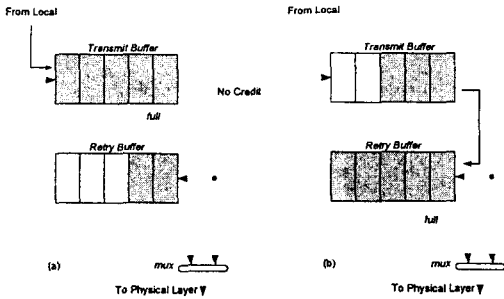 From Local
Transmit Buffer
full
Retry Buffer
(a)
mux
To Physical Layer
No Credit
From Local
Transmit Buffer
Retry Buffer
full
(b)
mux
To Physical Layer